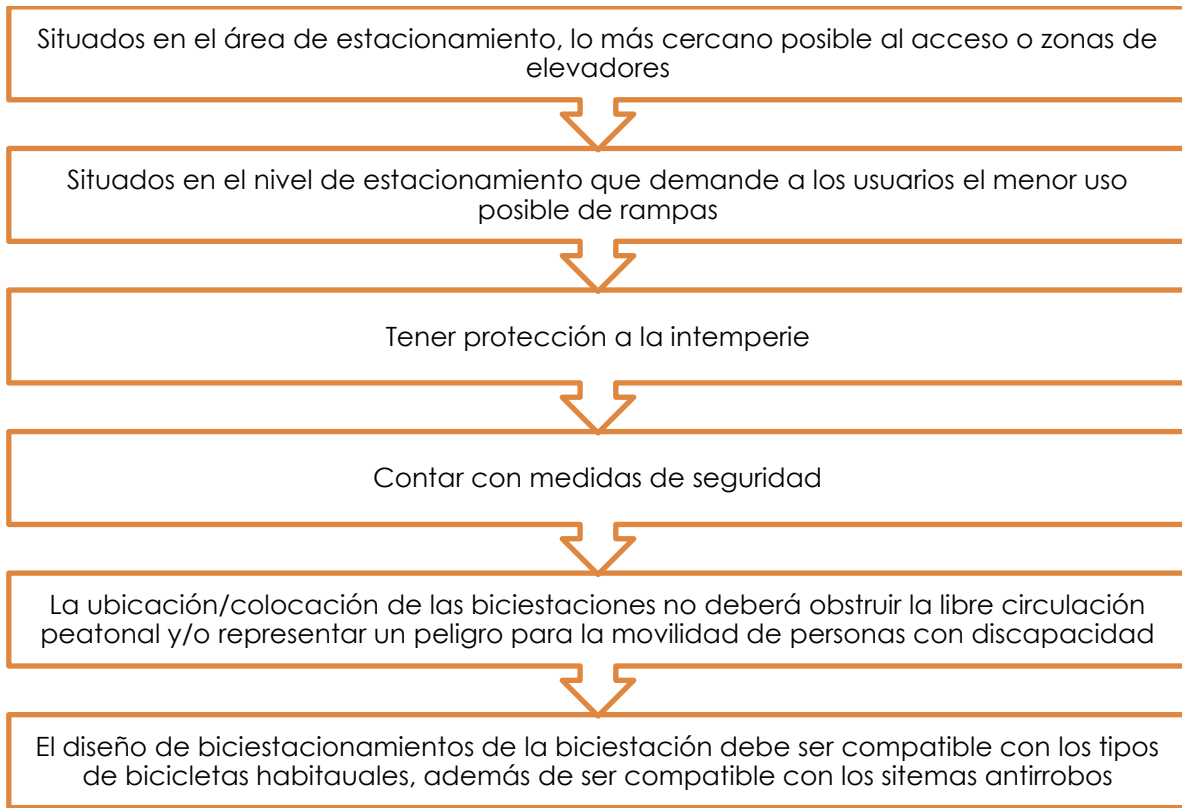 Situados en el área de estacionamiento, lo más cercano posible al acceso o zonas de
elevadores
Situados en el nivel de estacionamiento que demande a los usuarios el menor uso
posible de rampas
Tener protección a la intemperie
Contar con medidas de seguridad
La ubicación/colocación de las biciestaciones no deberá obstruir la libre circulación
peatonal y/o representar un peligro para la movilidad de personas con discapacidad
El diseño de biciestacionamientos de la biciestación debe ser compatible con los tipos
de bicicletas habitauales, además de ser compatible con los sitemas antirrobos